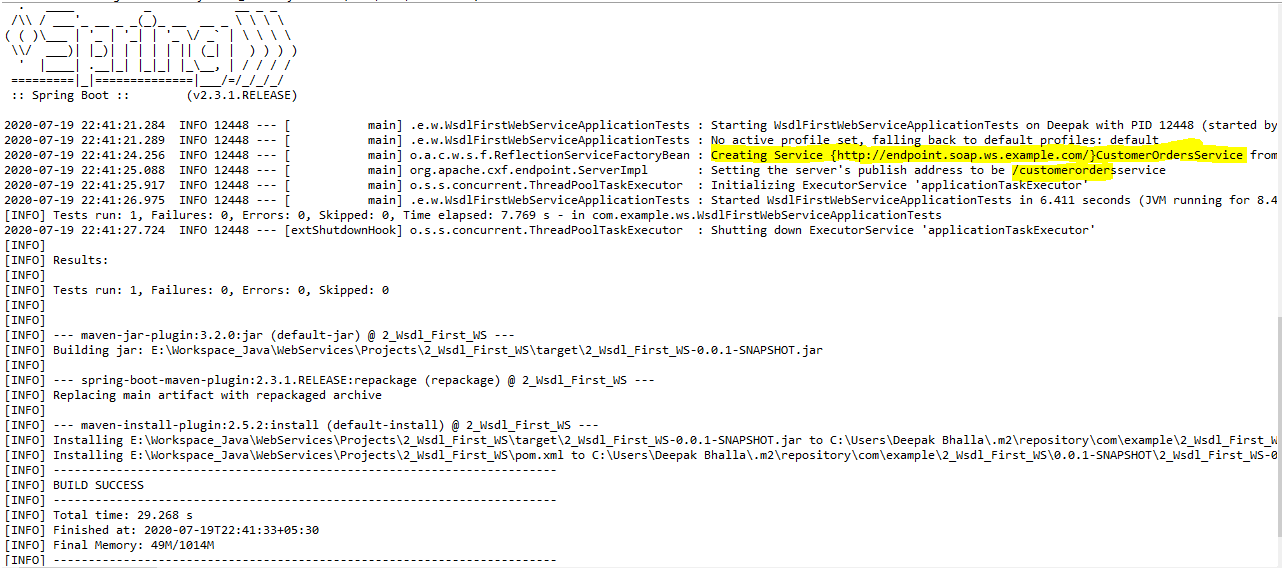 .   ____          _            __ _ _
 /\\ / ___'_ __ _ _(_)_ __  __ _ \ \ \ \
( ( )\___ | '_ | '_| | '_ \/ _` | \ \ \ \
 \\/  ___)| |_)| | | | | || (_| |  ) ) ) )
  '  |____| .__|_| |_|_| |_\__, | / / / /
 =========|_|==============|___/=/_/_/_/
 :: Spring Boot ::        (v2.3.1.RELEASE)
2020-07-19 22:41:21.284  INFO 12448 --- [           main] .e.w.WsdlFirstWebServiceApplicationTests : Starting WsdlFirstWebServiceApplicationTests on Deepak with PID 12448 (started by
2020-07-19 22:41:21.289  INFO 12448 --- [           main] .e.w.WsdlFirstWebServiceApplicationTests : No active profile set, falling back to default profiles: default
2020-07-19 22:41:24.256  INFO 12448 --- [           main] o.a.c.w.s.f.ReflectionServiceFactoryBean : Creating Service {http://endpoint.soap.ws.example.com/}CustomerOrdersService from
2020-07-19 22:41:25.088  INFO 12448 --- [           main] org.apache.cxf.endpoint.ServerImpl       : Setting the server's publish address to be /customerordersservice
2020-07-19 22:41:25.917  INFO 12448 --- [           main] o.s.s.concurrent.ThreadPoolTaskExecutor  : Initializing ExecutorService 'applicationTaskExecutor'
2020-07-19 22:41:26.975  INFO 12448 --- [           main] .e.w.WsdlFirstWebServiceApplicationTests : Started WsdlFirstWebServiceApplicationTests in 6.411 seconds (JVM running for 8.4
[INFO] Tests run: 1, Failures: 0, Errors: 0, Skipped: 0, Time elapsed: 7.769 s - in com.example.ws.WsdlFirstWebServiceApplicationTests
2020-07-19 22:41:27.724  INFO 12448 --- [extShutdownHook] o.s.s.concurrent.ThreadPoolTaskExecutor  : Shutting down ExecutorService 'applicationTaskExecutor'
[INFO]
[INFO] Results:
[INFO]
[INFO] Tests run: 1, Failures: 0, Errors: 0, Skipped: 0
[INFO]
[INFO]
[INFO] --- maven-jar-plugin:3.2.0:jar (default-jar) @ 2_Wsdl_First_WS ---
[INFO] Building jar: E:\Workspace_Java\WebServices\Projects\2_Wsdl_First_WS\target\2_Wsdl_First_WS-0.0.1-SNAPSHOT.jar
[INFO]
[INFO] --- spring-boot-maven-plugin:2.3.1.RELEASE:repackage (repackage) @ 2_Wsdl_First_WS ---
[INFO] Replacing main artifact with repackaged archive
[INFO]
[INFO] --- maven-install-plugin:2.5.2:install (default-install) @ 2_Wsdl_First_WS ---
[INFO] Installing E:\Workspace_Java\WebServices\Projects\2_Wsdl_First_WS\target\2_Wsdl_First_WS-0.0.1-SNAPSHOT.jar to C:\Users\Deepak Bhalla\.m2\repository\com\example\2_Wsdl_First_W
[INFO] Installing E:\Workspace_Java\WebServices\Projects\2_Wsdl_First_WS\pom.xml to C:\Users\Deepak Bhalla\.m2\repository\com\example\2_Wsdl_First_WS\0.0.1-SNAPSHOT\2_Wsdl_First_WS-0
[INFO] ------------------------------------------------------------------------
[INFO] BUILD SUCCESS
[INFO] ------------------------------------------------------------------------
[INFO] Total time: 29.268 s
[INFO] Finished at: 2020-07-19T22:41:33+05:30
[INFO] Final Memory: 49M/1014M
[INFO] ------------------------------------------------------------------------